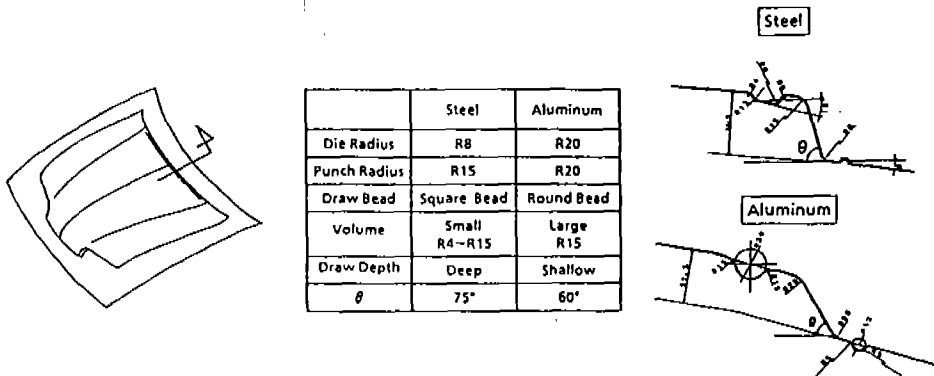 Steel Aluminum
Die Radius R8 R20
Punch Radius R15 R20
Draw Bead Square Bead Round Bead
Volume Small Large
R4~R15 R15
Draw Depth Deep Shallow
θ 75° 60°
Steel
θ
Aluminum
θ